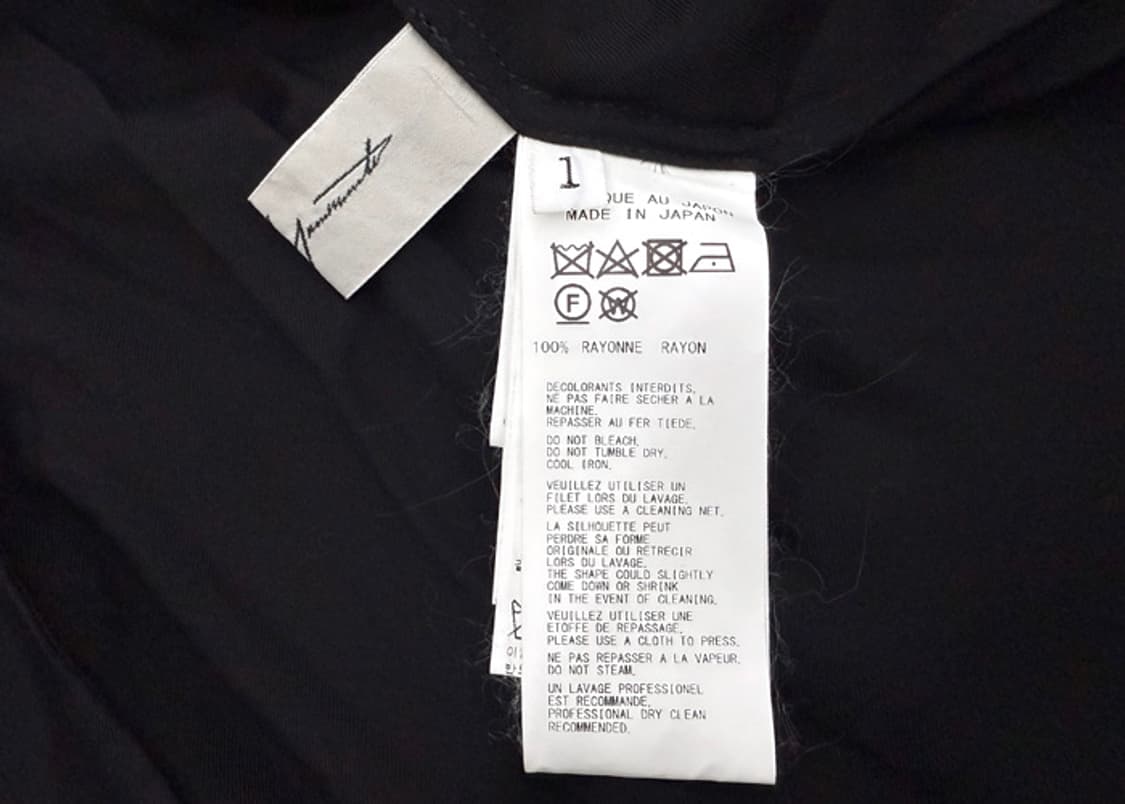 1
QUE AU JAPON
MADE IN JAPAN
F W
100% RAYONNE RAYON
DECOLORANTS INTERDITS,
NE PAS FAIRE SECHER A LA
MACHINE.
REPASSER AU FER TIEDE.
DO NOT BLEACH.
DO NOT TUMBLE DRY.
COOL IRON.
VEUILLEZ UTILISER UN
FILET LORS DU LAVAGE.
PLEASE USE A CLEANING NET.
LA SILHOUETTE PEUT
PERDRE SA FORME
ORIGINALE OU RETRECIR
LORS DU LAVAGE.
THE SHAPE COULD SLIGHTLY
COME DOWN OR SHRINK
IN THE EVENT OF CLEANING.
VEUILLEZ UTILISER UNE
ETOFFE DE REPASSAGE.
PLEASE USE A CLOTH TO PRESS.
NE PAS REPASSER A LA VAPEUR.
DO NOT STEAM.
UN LAVAGE PROFESSIONEL
EST RECOMMANDE.
PROFESSIONAL DRY CLEAN
RECOMMENDED.